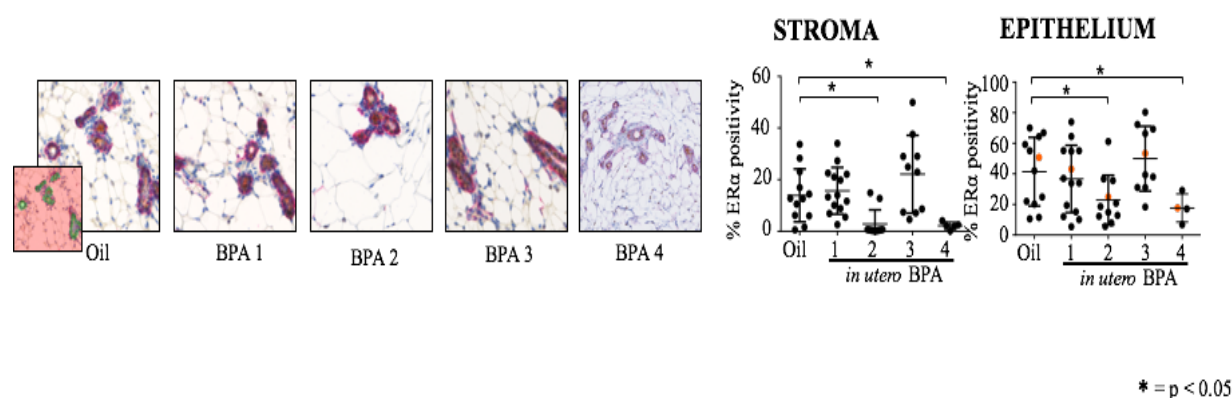 STROMA
EPITHELIUM
% ERα positivity
60
40
20
0
Oil
1
2
3
4
in utero BPA
*
*
% ERα positivity
100
80
60
40
20
0
Oil
1
2
3
4
in utero BPA
*
*
Oil
BPA 1
BPA 2
BPA 3
BPA 4
* = p < 0.05